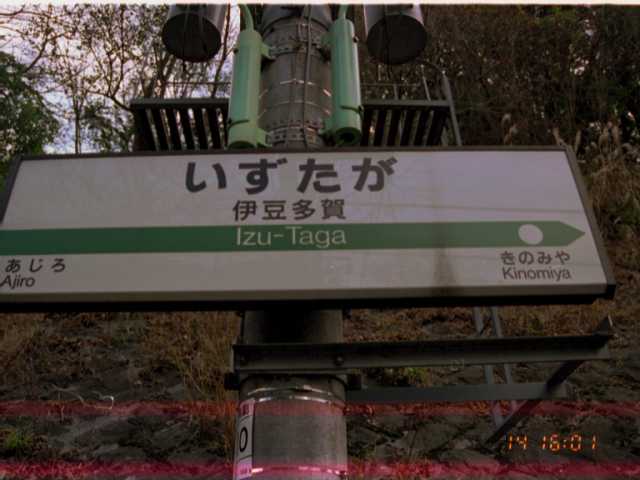 いずたが
伊豆多賀
Izu-Taga
あじろ
Ajiro
きのみや
Kinomiya
0
14 16:01